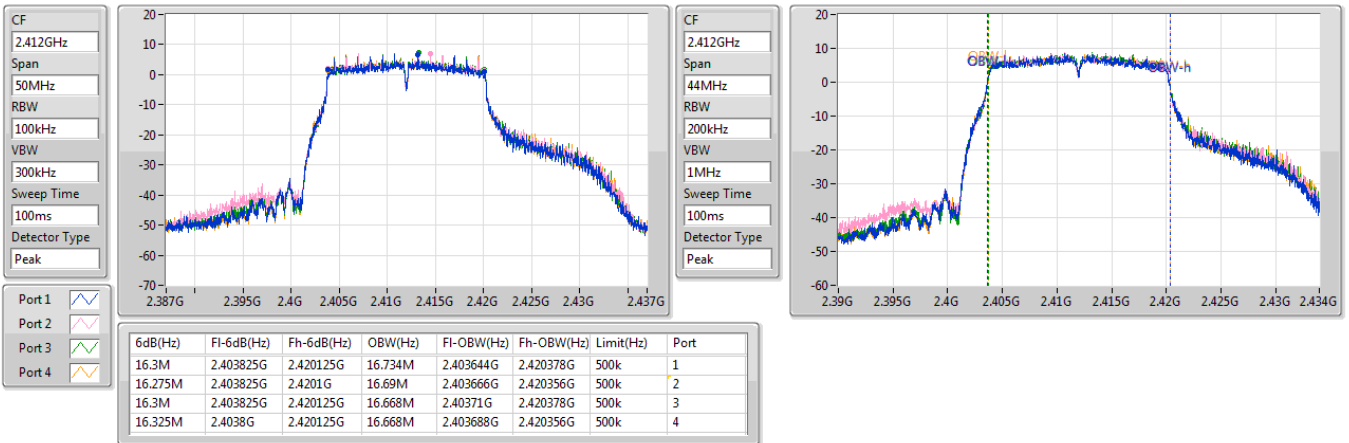 CF
2.412GHz
Span
50MHz
RBW
100kHz
VBW
300kHz
Sweep Time
100ms
Detector Type
Peak
Port 1
Port 2
Port 3
Port 4
20
10
0
-10
-20
-30
-40
-50
-60
-70
2.387G 2.395G 2.4G 2.405G 2.41G 2.415G 2.42G 2.425G 2.43G 2.437G
CF
2.412GHz
Span
44MHz
RBW
200kHz
VBW
1MHz
Sweep Time
100ms
Detector Type
Peak
20
10
0
-10
-20
-30
-40
-50
-60
OBW-h
2.39G 2.395G 2.4G 2.405G 2.41G 2.415G 2.42G 2.425G 2.43G 2.434G
6dB(Hz) Fl-6dB(Hz) Fh-6dB(Hz) OBW(Hz) Fl-OBW(Hz) Fh-OBW(Hz) Limit(Hz) Port
16.3M 2.403825G 2.420125G 16.734M 2.403644G 2.420378G 500k 1
16.275M 2.403825G 2.4201G 16.69M 2.403666G 2.420356G 500k 2
16.3M 2.403825G 2.420125G 16.668M 2.40371G 2.420378G 500k 3
16.325M 2.4038G 2.420125G 16.668M 2.403688G 2.420356G 500k 4